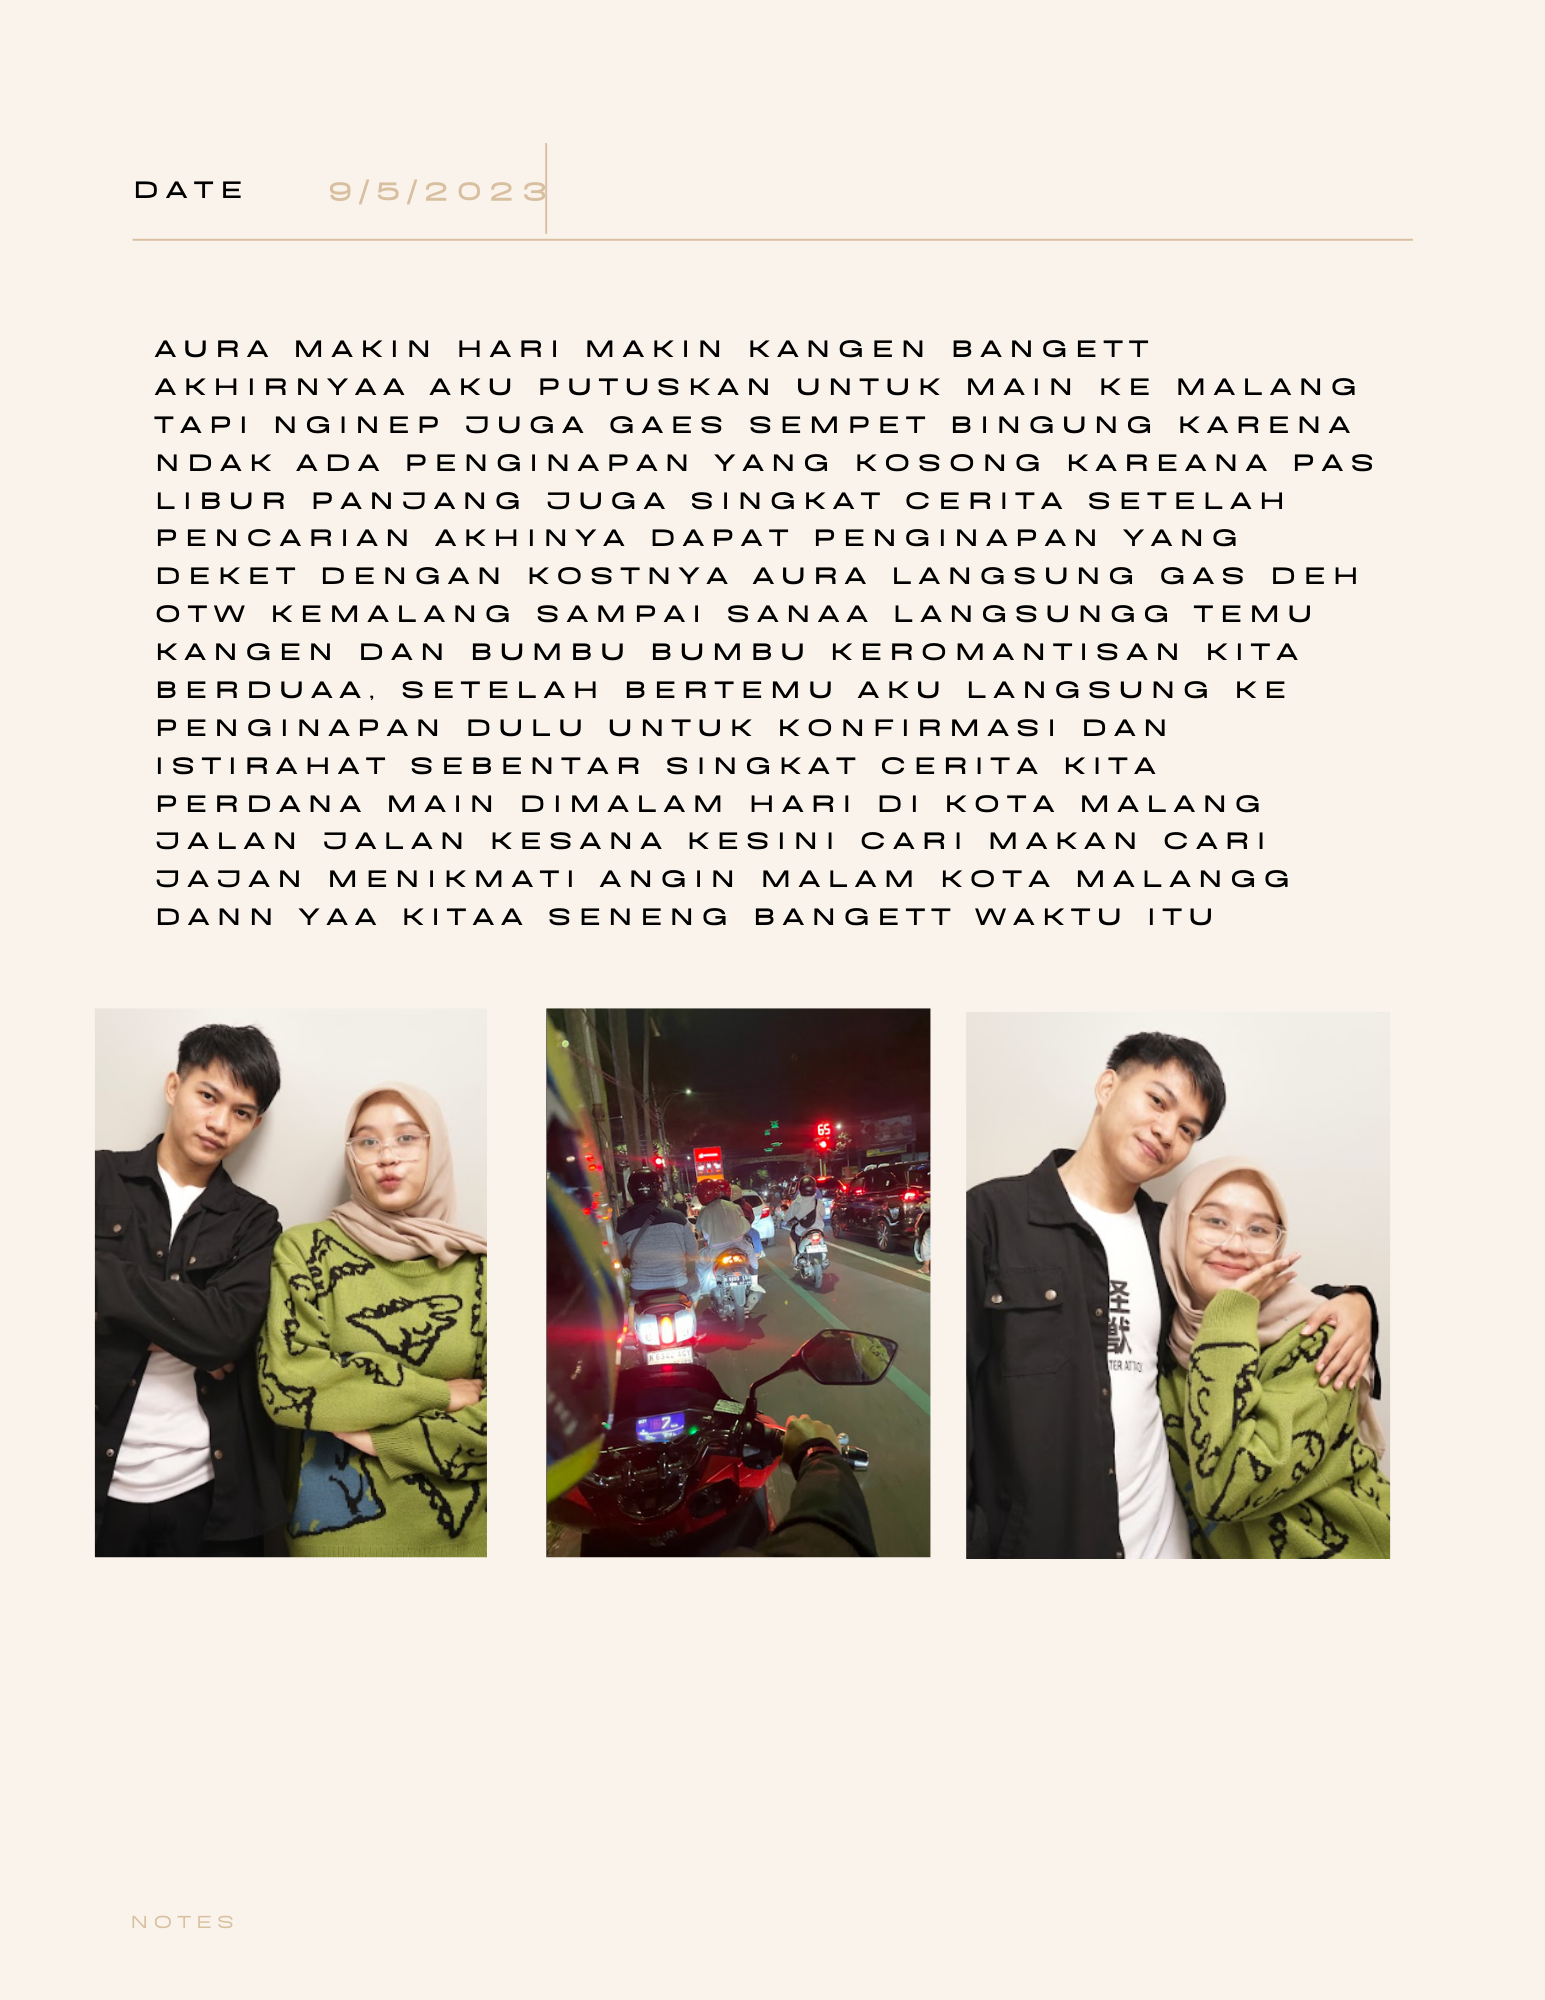 DATE 9/5/2023
AURA MAKIN HARI MAKIN KANGEN BANGETT
AKHIRNYAA AKU PUTUSKAN UNTUK MAIN KE MALANG
TAPI NGINEP JUGA GAES SEMPET BINGUNG KARENA
NDAK ADA PENGINAPAN YANG KOSONG KAREANA PAS
LIBUR PANJANG JUGA SINGKAT CERITA SETELAH
PENCARIAN AKHINYA DAPAT PENGINAPAN YANG
DEKET DENGAN KOSTNYA AURA LANGSUNG GAS DEH
OTW KEMALANG SAMPAI SANAA LANGSUNGG TEMU
KANGEN DAN BUMBU BUMBU KEROMANTISAN KITA
BERDUAA, SETELAH BERTEMU AKU LANGSUNG KE
PENGINAPAN DULU UNTUK KONFIRMASI DAN
ISTIRAHAT SEBENTAR SINGKAT CERITA KITA
PERDANA MAIN DIMALAM HARI DI KOTA MALANG
JALAN JALAN KESANA KESINI CARI MAKAN CARI
JAJAN MENIKMATI ANGIN MALAM KOTA MALANGG
DANN YAA KITAA SENENG BANGETT WAKTU ITU
65
7
怪
獣
NOTES